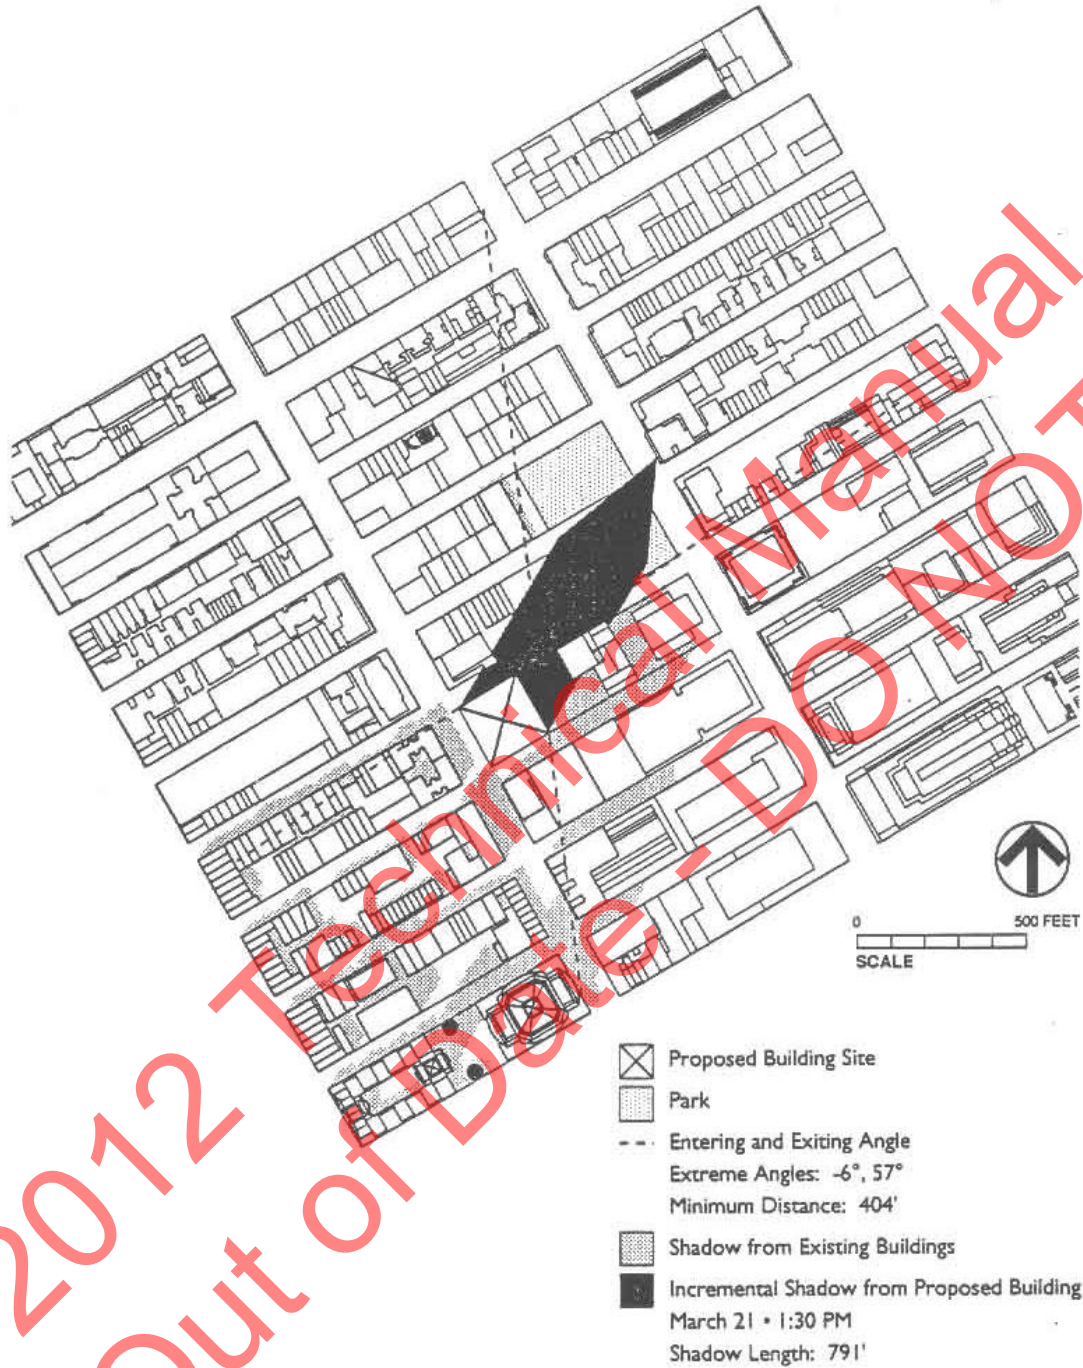 2012 Technical Manual
Out of Date - DO NOT
0 500 FEET
SCALE
Proposed Building Site
Park
Entering and Exiting Angle
Extreme Angles: -6°, 57°
Minimum Distance: 404'
Shadow from Existing Buildings
Incremental Shadow from Proposed Building
March 21 • 1:30 PM
Shadow Length: 791'